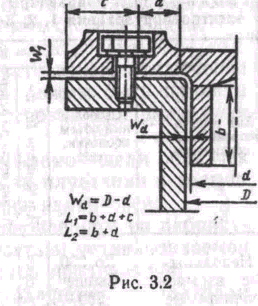 c a
W_d
b
d
D
W_d = D-d
L_1 = b+a+c
L_2 = b+a
Рис. 3.2